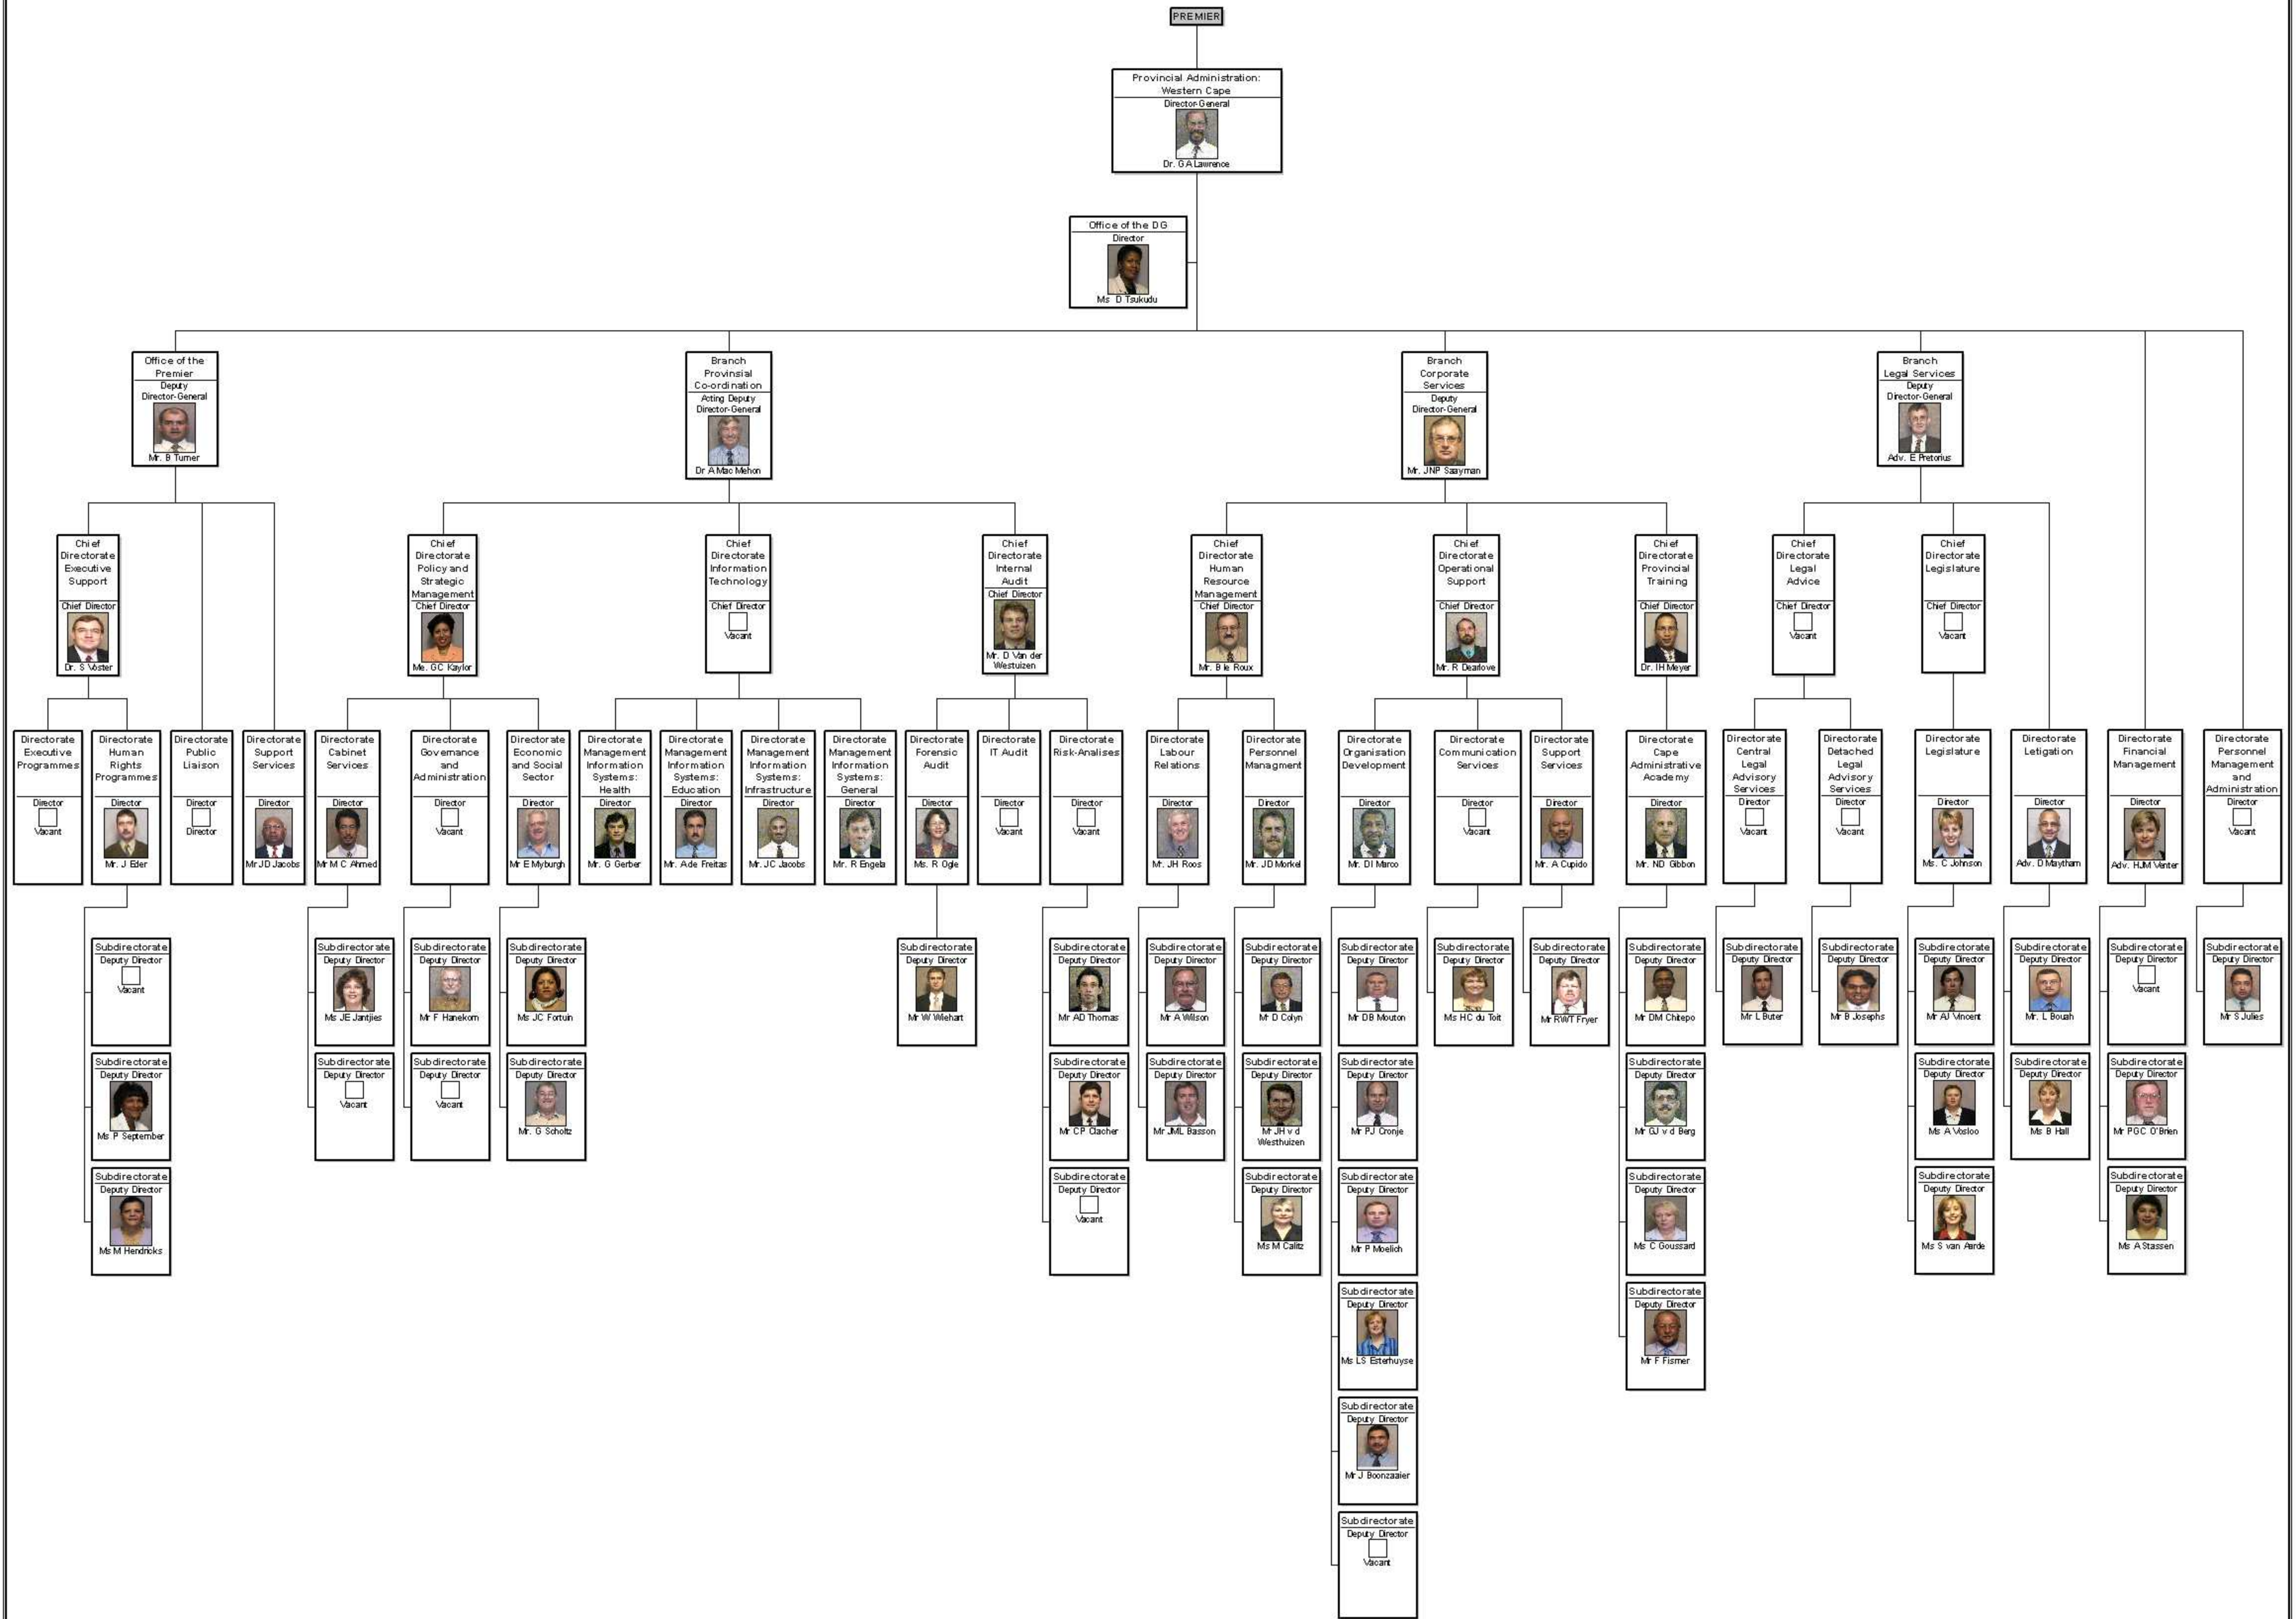 PREMIER
Provincial Administration:
Western Cape
Director-General
Dr. G A Lawrence
Office of the DG
Director
Ms D Tsukudu
Office of the
Premier
Deputy
Director-General
Mr. B Turner
Branch
Provinsial
Co-ordination
Acting Deputy
Director-General
Dr A Mac Mehon
Branch
Corporate
Services
Deputy
Director-General
Mr. JNP Saayman
Branch
Legal Services
Deputy
Director-General
Adv. E Pretorius
Chief
Directorate
Executive
Support
Chief Director
Dr. S Voster
Chief
Directorate
Policy and
Strategic
Management
Chief Director
Me. GC Kaylor
Chief
Directorate
Information
Technology
Chief Director
Vacant
Chief
Directorate
Internal
Audit
Chief Director
Mr. D Van der
Westuizen
Chief
Directorate
Human
Resource
Management
Chief Director
Mr. B le Roux
Chief
Directorate
Operational
Support
Chief Director
Mr. R Dearlove
Chief
Directorate
Provincial
Training
Chief Director
Dr. IH Meyer
Chief
Directorate
Legal
Advice
Chief Director
Vacant
Chief
Directorate
Legislature
Chief Director
Vacant
Directorate
Executive
Programmes
Director
Vacant
Directorate
Human
Rights
Programmes
Director
Mr. J Eder
Directorate
Public
Liaison
Director
Director
Directorate
Support
Services
Director
Mr JD Jacobs
Directorate
Cabinet
Services
Director
Mr M C Ahmed
Directorate
Governance
and
Administration
Director
Vacant
Directorate
Economic
and Social
Sector
Director
Mr E Myburgh
Directorate
Management
Information
Systems:
Health
Director
Mr. G Gerber
Directorate
Management
Information
Systems:
Education
Director
Mr. A de Freitas
Directorate
Management
Information
Systems:
Infrastructure
Director
Mr. JC Jacobs
Directorate
Management
Information
Systems:
General
Director
Mr. R Engela
Directorate
Forensic
Audit
Director
Ms. R Ogle
Directorate
IT Audit
Director
Vacant
Directorate
Risk-Analises
Director
Vacant
Directorate
Labour
Relations
Director
Mr. JH Roos
Directorate
Personnel
Managment
Director
Mr. JD Morkel
Directorate
Organisation
Development
Director
Mr. DI Marco
Directorate
Communication
Services
Director
Vacant
Directorate
Support
Services
Director
Mr. A Cupido
Directorate
Cape
Administrative
Academy
Director
Mr. ND Gibbon
Directorate
Central
Legal
Advisory
Services
Director
Vacant
Directorate
Detached
Legal
Advisory
Services
Director
Vacant
Directorate
Legislature
Director
Ms. C Johnson
Directorate
Letigation
Director
Adv. D Maytham
Directorate
Financial
Management
Director
Adv. HJM Venter
Directorate
Personnel
Management
and
Administration
Director
Vacant
Subdirectorate
Deputy Director
Vacant
Subdirectorate
Deputy Director
Ms P September
Subdirectorate
Deputy Director
Ms M Hendricks
Subdirectorate
Deputy Director
Ms JE Jantjies
Subdirectorate
Deputy Director
Vacant
Subdirectorate
Deputy Director
Mr F Hanekom
Subdirectorate
Deputy Director
Vacant
Subdirectorate
Deputy Director
Ms JC Fortuin
Subdirectorate
Deputy Director
Mr. G Scholtz
Subdirectorate
Deputy Director
Mr W Wiehart
Subdirectorate
Deputy Director
Mr AD Thomas
Subdirectorate
Deputy Director
Mr CP Clacher
Subdirectorate
Deputy Director
Vacant
Subdirectorate
Deputy Director
Mr A Wilson
Subdirectorate
Deputy Director
Mr JML Basson
Subdirectorate
Deputy Director
Mr D Colyn
Subdirectorate
Deputy Director
Mr JH v d
Westhuizen
Subdirectorate
Deputy Director
Ms M Calitz
Subdirectorate
Deputy Director
Mr DB Mouton
Subdirectorate
Deputy Director
Mr PJ Cronje
Subdirectorate
Deputy Director
Mr P Moelich
Subdirectorate
Deputy Director
Ms LS Esterhuyse
Subdirectorate
Deputy Director
Mr J Boonzaaier
Subdirectorate
Deputy Director
Vacant
Subdirectorate
Deputy Director
Ms HC du Toit
Subdirectorate
Deputy Director
Mr RWT Fryer
Subdirectorate
Deputy Director
Mr DM Chitepo
Subdirectorate
Deputy Director
Mr GJ v d Berg
Subdirectorate
Deputy Director
Ms C Goussard
Subdirectorate
Deputy Director
Mr F Fismer
Subdirectorate
Deputy Director
Mr L Buter
Subdirectorate
Deputy Director
Mr B Josephs
Subdirectorate
Deputy Director
Mr AJ Vincent
Subdirectorate
Deputy Director
Ms A Vosloo
Subdirectorate
Deputy Director
Ms S van Aarde
Subdirectorate
Deputy Director
Mr. L Bouah
Subdirectorate
Deputy Director
Ms B Hall
Subdirectorate
Deputy Director
Vacant
Subdirectorate
Deputy Director
Mr PGC O'Brien
Subdirectorate
Deputy Director
Ms A Stassen
Subdirectorate
Deputy Director
Mr S Julies